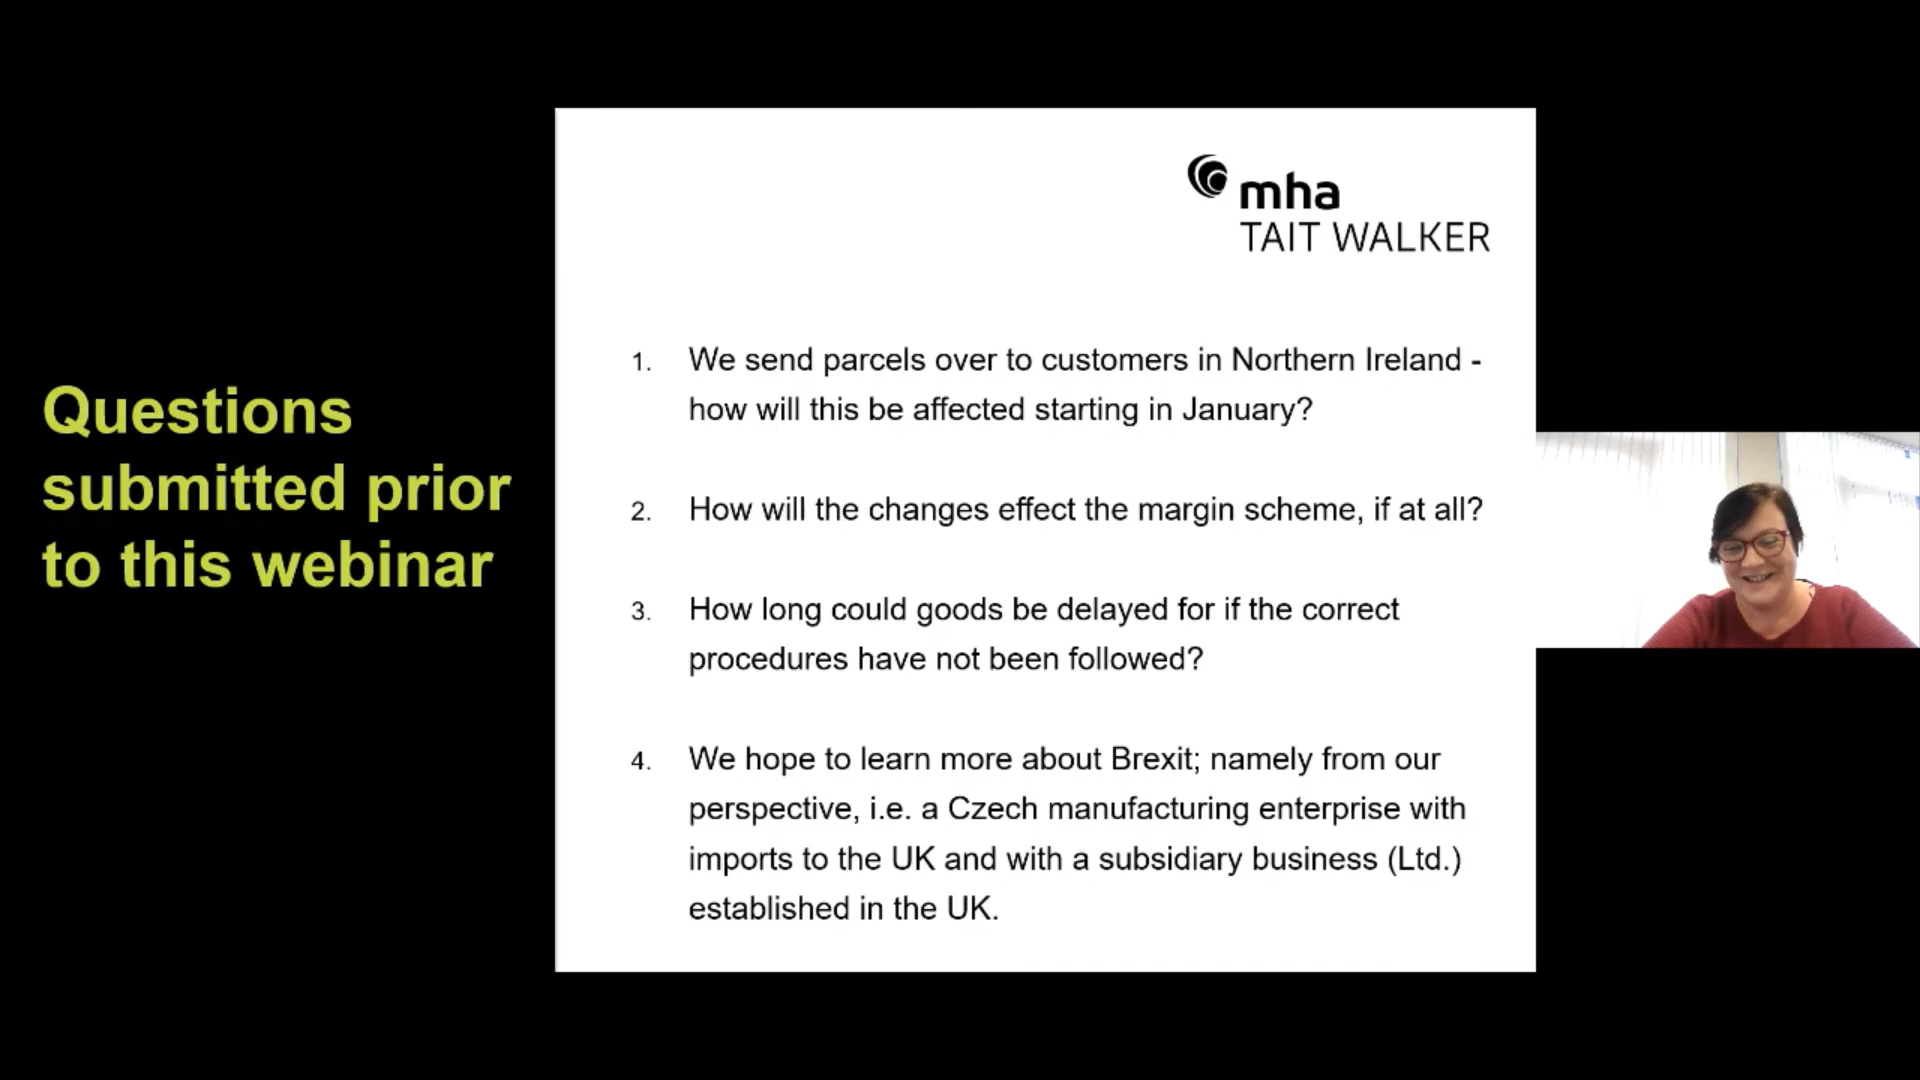 Questions
submitted prior
to this webinar
mha
TAIT WALKER
1. We send parcels over to customers in Northern Ireland -
how will this be affected starting in January?
2. How will the changes effect the margin scheme, if at all?
3. How long could goods be delayed for if the correct
procedures have not been followed?
4. We hope to learn more about Brexit; namely from our
perspective, i.e. a Czech manufacturing enterprise with
imports to the UK and with a subsidiary business (Ltd.)
established in the UK.